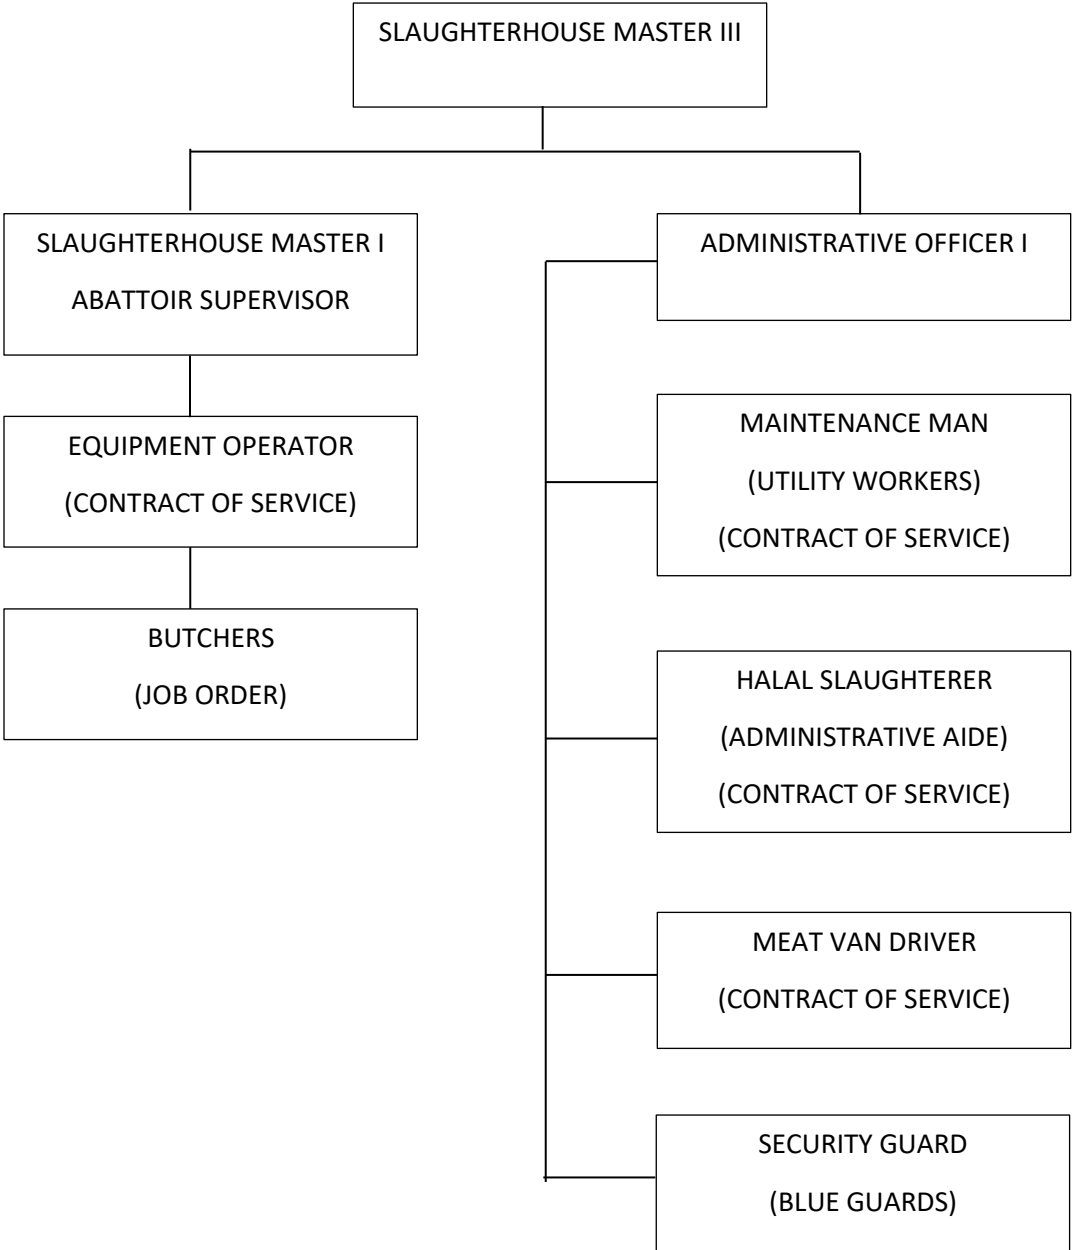 SLAUGHTERHOUSE MASTER III
SLAUGHTERHOUSE MASTER I
ABATTOIR SUPERVISOR
EQUIPMENT OPERATOR
(CONTRACT OF SERVICE)
BUTCHERS
(JOB ORDER)
ADMINISTRATIVE OFFICER I
MAINTENANCE MAN
(UTILITY WORKERS)
(CONTRACT OF SERVICE)
HALAL SLAUGHTERER
(ADMINISTRATIVE AIDE)
(CONTRACT OF SERVICE)
MEAT VAN DRIVER
(CONTRACT OF SERVICE)
SECURITY GUARD
(BLUE GUARDS)